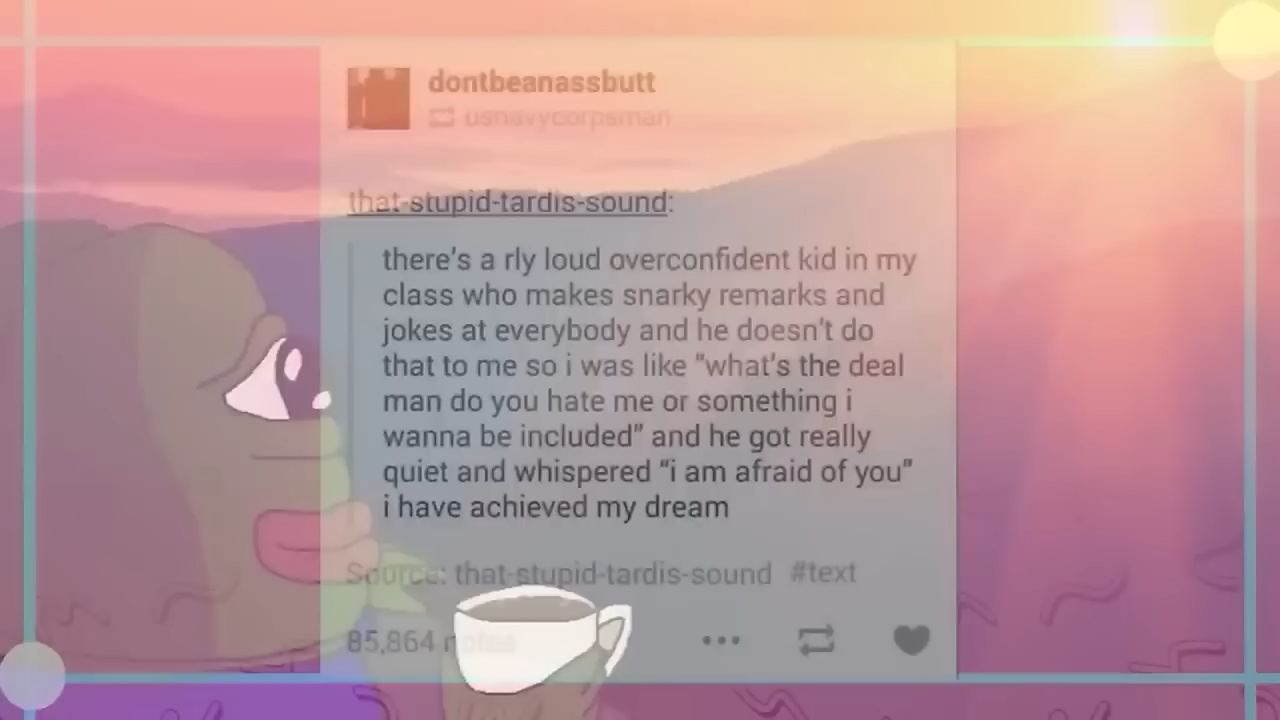 dontbeanassbutt
usnavycorpsman
that-stupid-tardis-sound:
there's a rly loud overconfident kid in my
class who makes snarky remarks and
jokes at everybody and he doesn't do
that to me so i was like "what's the deal
man do you hate me or something i
wanna be included" and he got really
quiet and whispered "i am afraid of you"
i have achieved my dream
Source: that-stupid-tardis-sound #text
85,864 notes